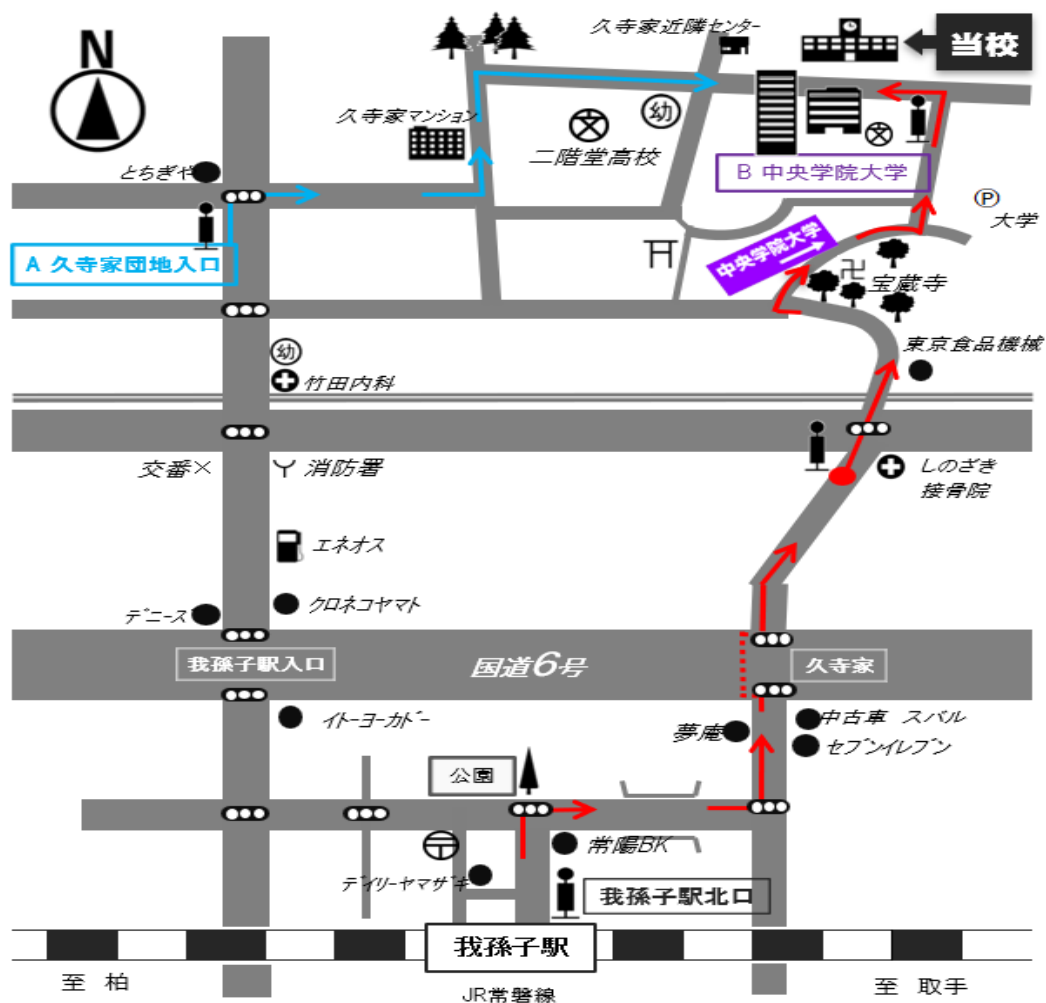 N
久寺家近隣センター
当校
久寺家マンション
幼
二階堂高校
文
文
とちぎや
B 中央学院大学
P
大学
A 久寺家団地入口
中央学院大学
卍
宝蔵寺
東京食品機械
幼
竹田内科
交番×
消防署
しのざき
接骨院
エネオス
クロネコヤマト
デニーズ
我孫子駅入口
国道6号
久寺家
イトーヨーカドー
夢庵
中古車 スバル
セブンイレブン
公園
常陽BK
デイリーヤマザキ
我孫子駅北口
我孫子駅
至 柏
JR常磐線
至 取手